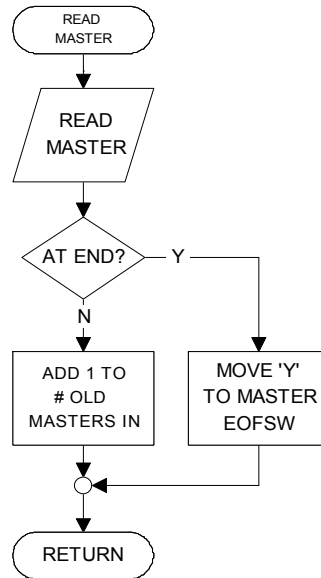 READ
MASTER
READ
MASTER
AT END?
Y
N
ADD 1 TO
# OLD
MASTERS IN
MOVE 'Y'
TO MASTER
EOFSW
RETURN